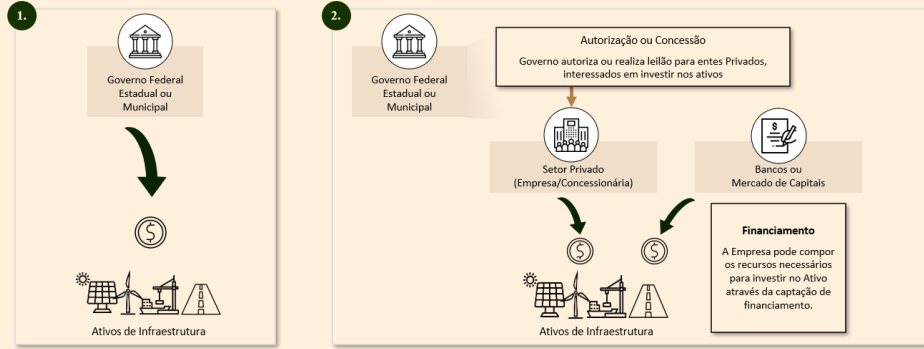 1.
Governo Federal
Estadual ou
Municipal
$
Ativos de Infraestrutura
2.
Governo Federal
Estadual ou
Municipal
Autorização ou Concessão
Governo autoriza ou realiza leilão para entes Privados,
interessados em investir nos ativos
Setor Privado
(Empresa/Concessionária)
$
Bancos ou
Mercado de Capitais
$
$
Financiamento
A Empresa pode compor
os recursos necessários
para investir no Ativo
através da captação de
financiamento.
Ativos de Infraestrutura